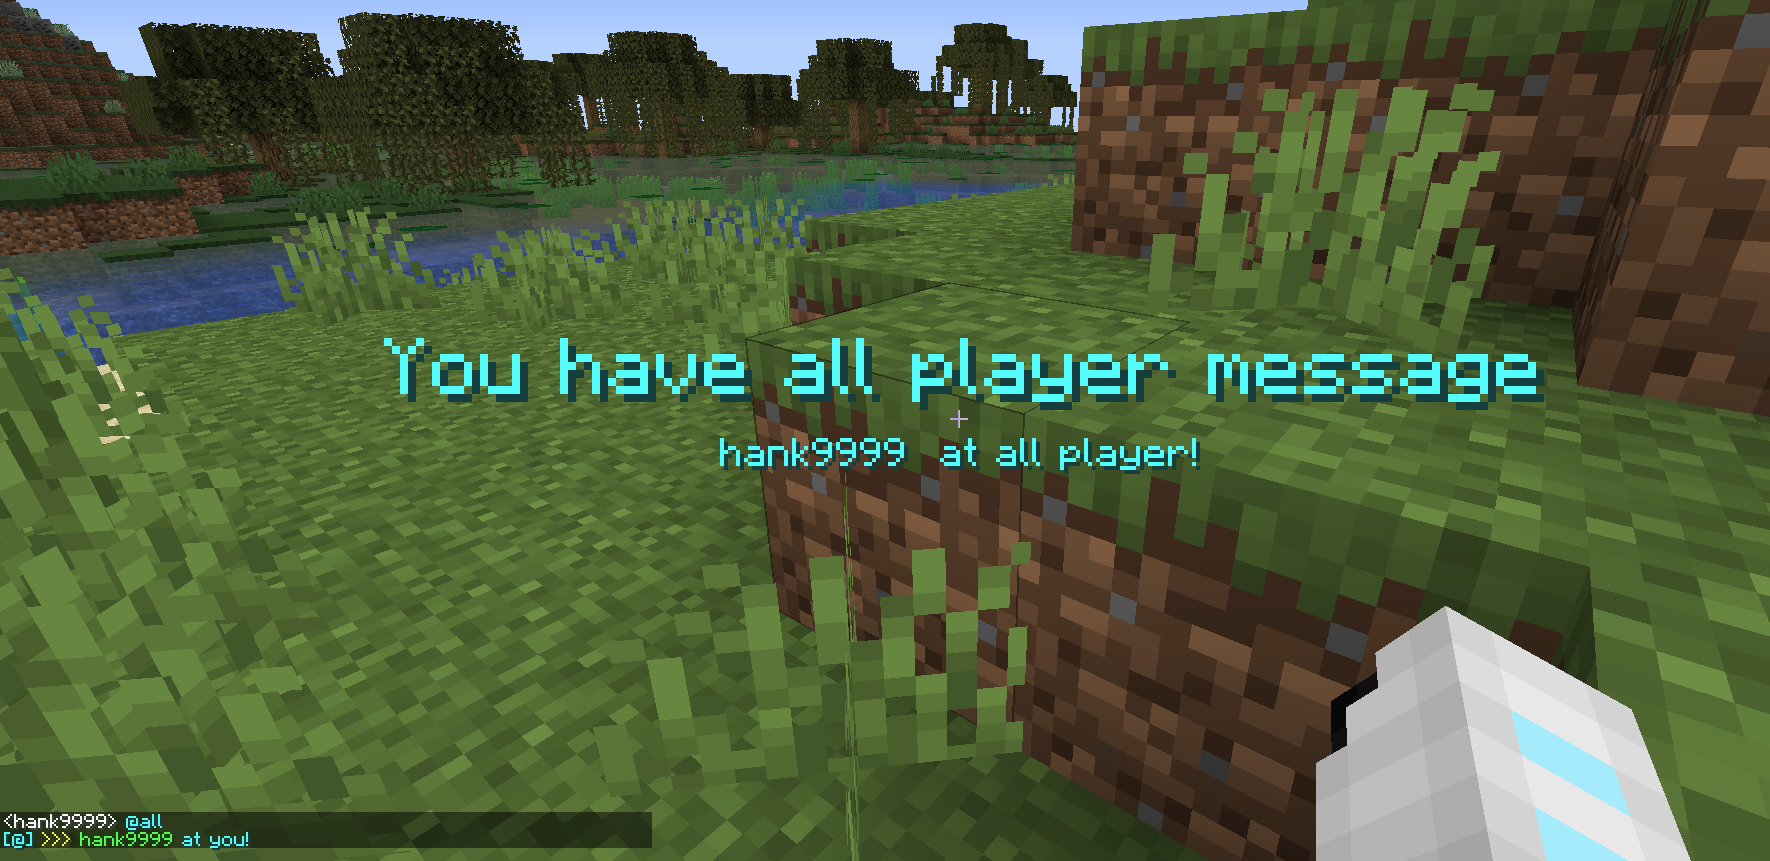 You have all player message
hank9999  at all player!
<hank9999> @all
[@] >>> hank9999 at you!